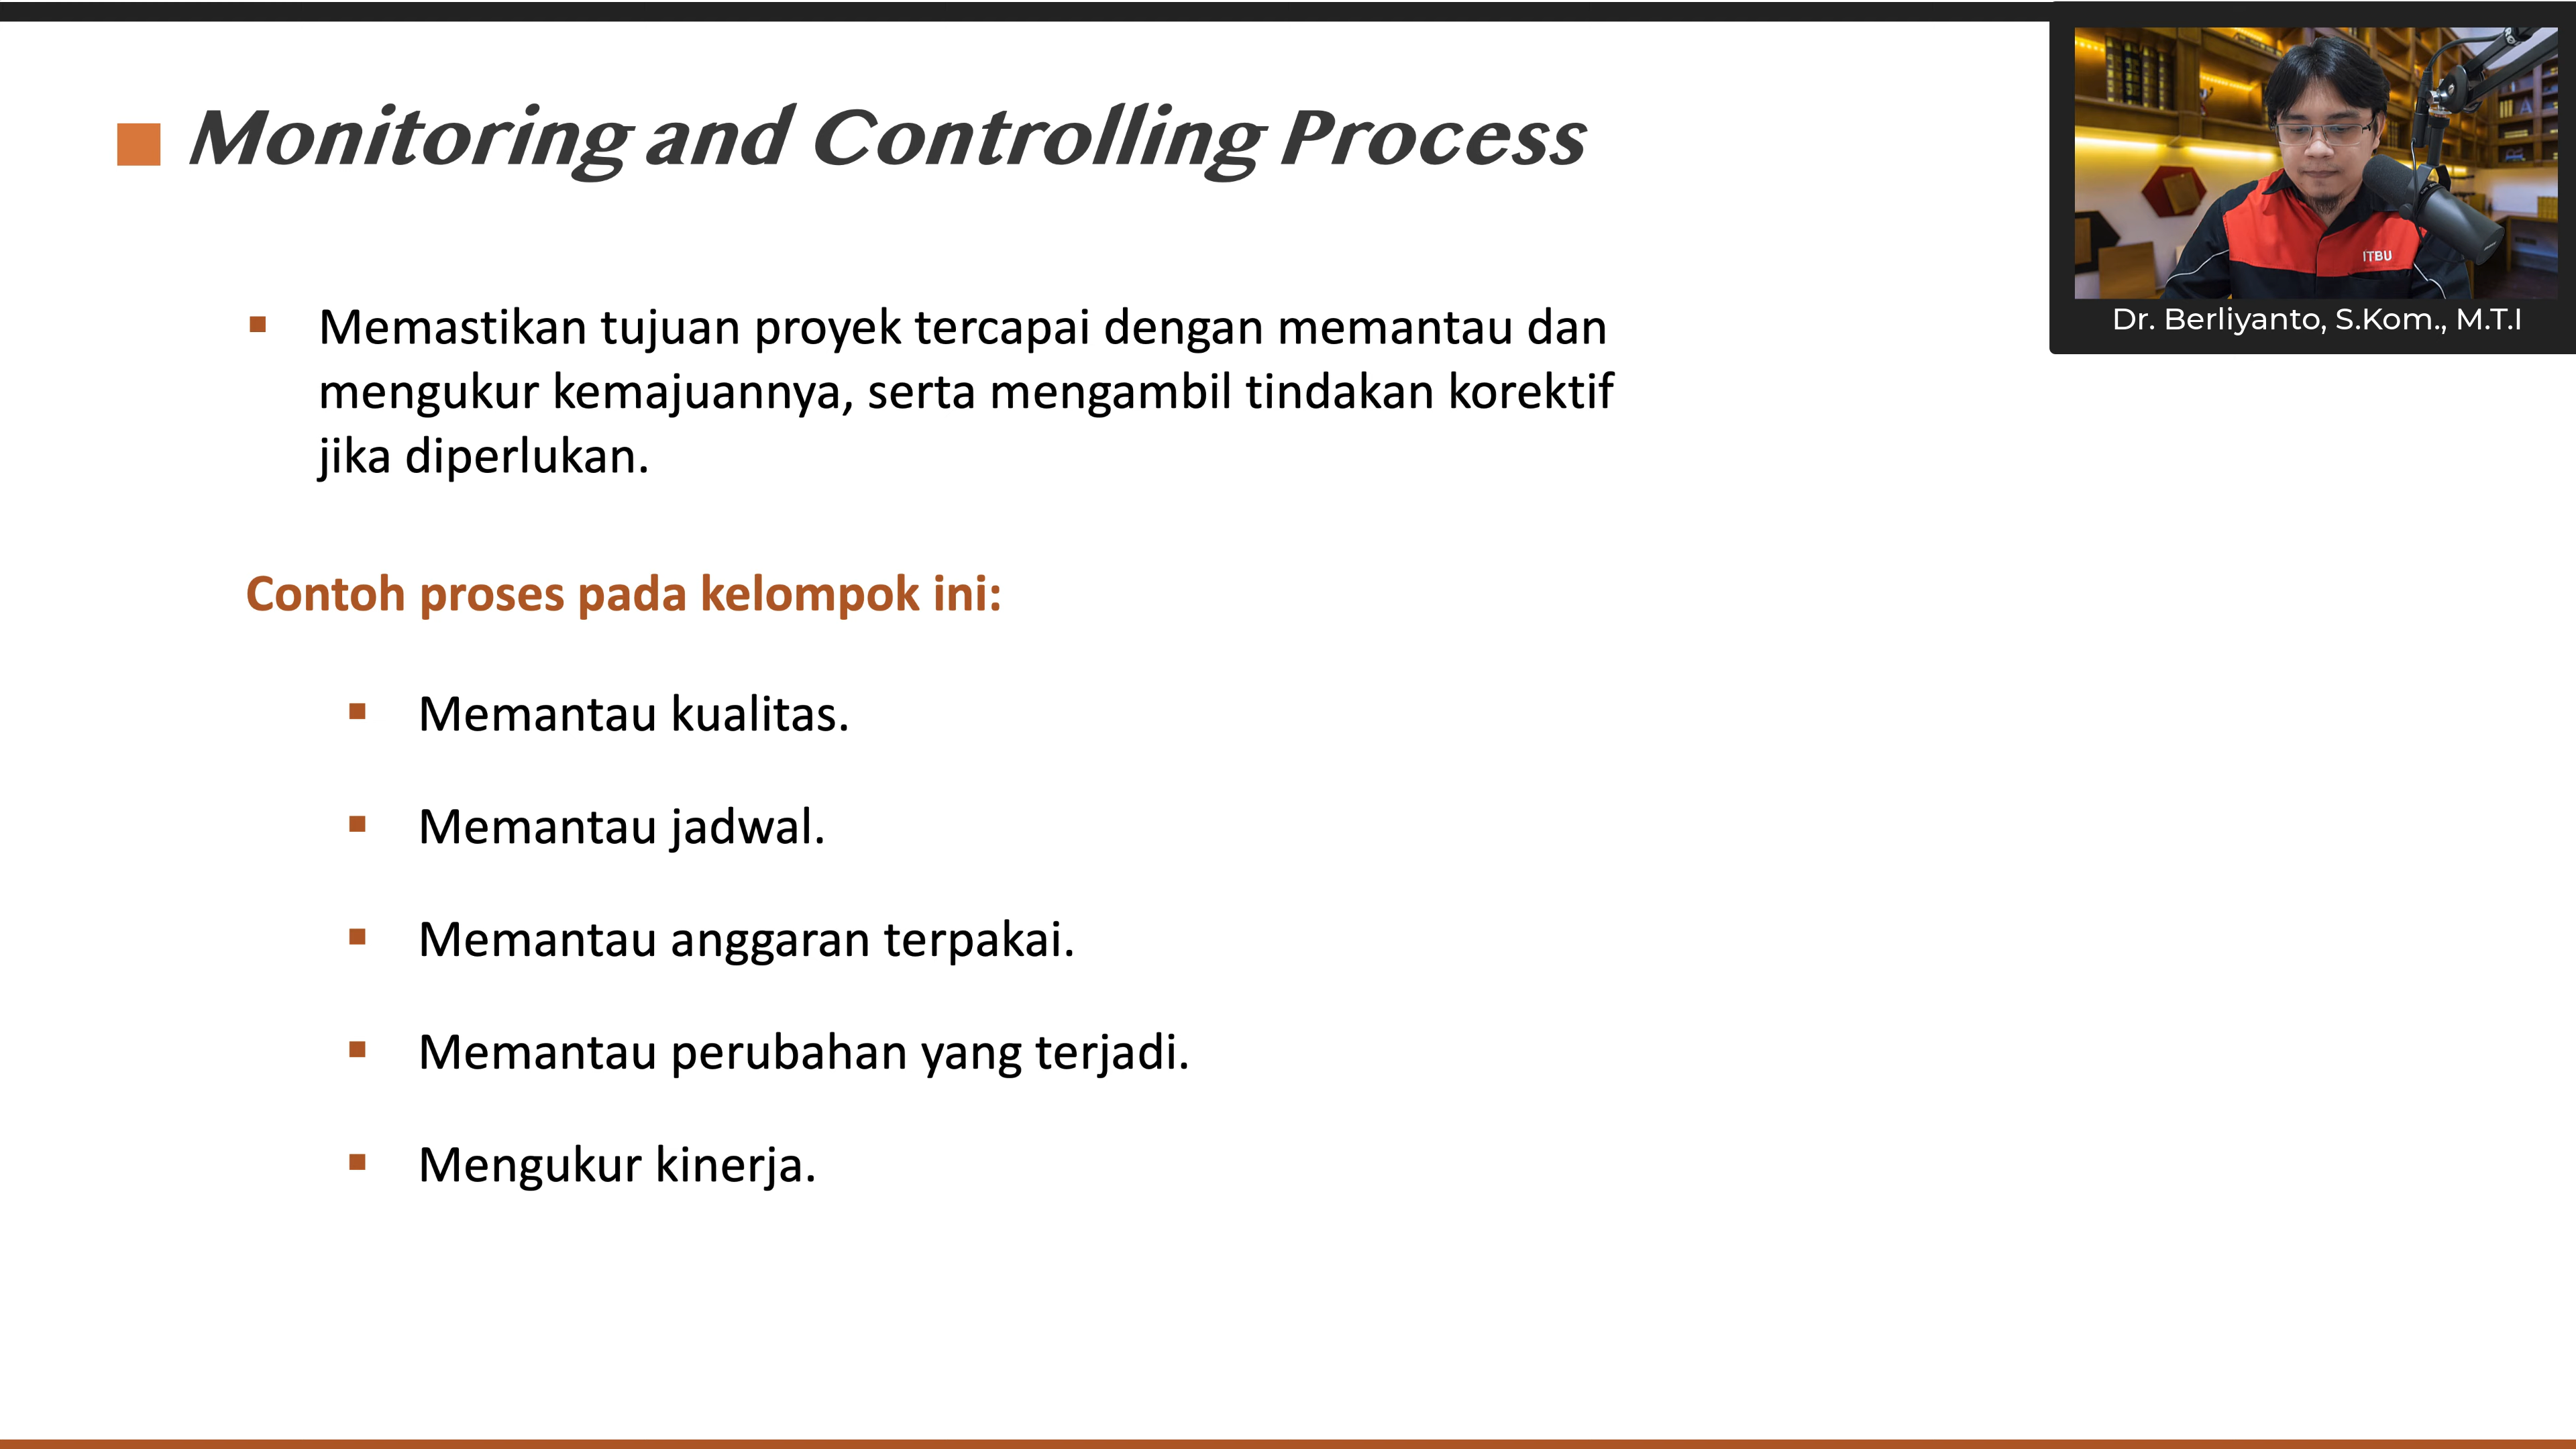 Monitoring and Controlling Process
ITBU
Dr. Berliyanto, S.Kom., M.T.I
Memastikan tujuan proyek tercapai dengan memantau dan
mengukur kemajuannya, serta mengambil tindakan korektif
jika diperlukan.
Contoh proses pada kelompok ini:
Memantau kualitas.
Memantau jadwal.
Memantau anggaran terpakai.
Memantau perubahan yang terjadi.
Mengukur kinerja.